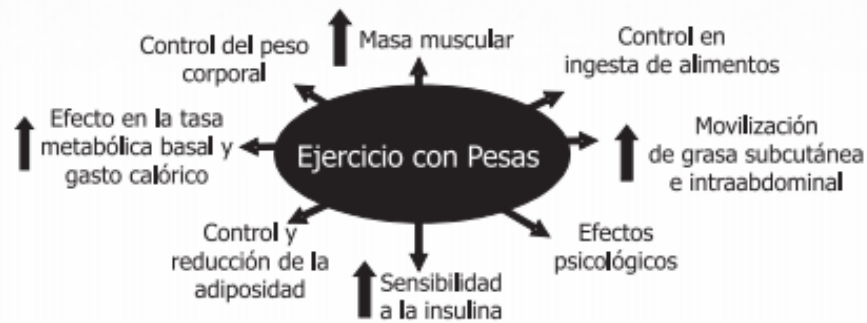 Control del peso
corporal
Masa muscular
Control en
ingesta de alimentos
Efecto en la tasa
metabólica basal y
gasto calórico
Ejercicio con Pesas
Movilización
de grasa subcutánea
e intraabdominal
Control y
reducción de la
adiposidad
Sensibilidad
a la insulina
Efectos
psicológicos